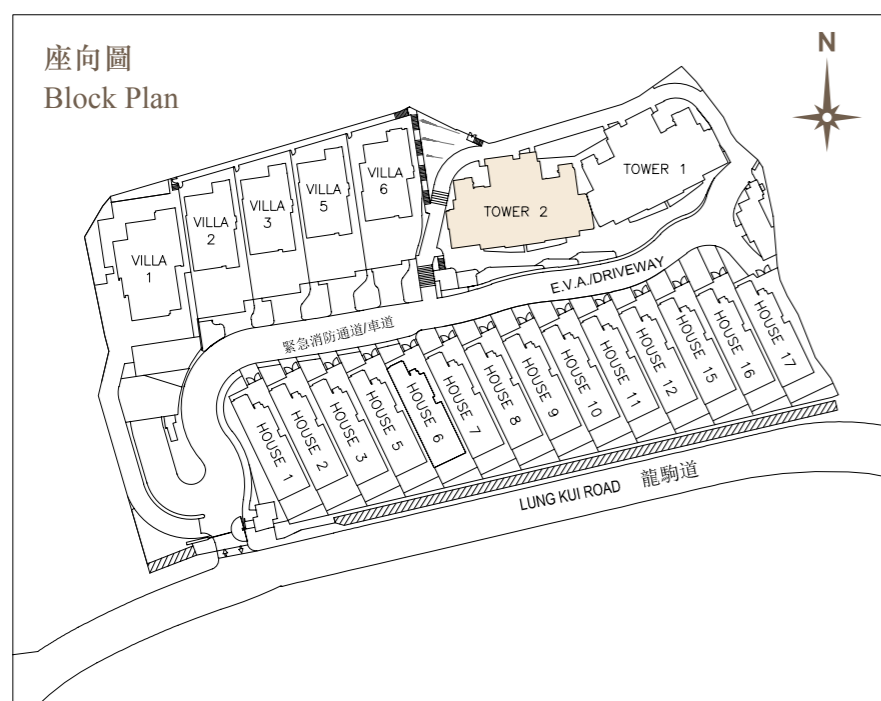 座向圖
Block Plan
N
VILLA
1
VILLA
2
VILLA
3
VILLA
5
VILLA
6
TOWER 2
TOWER 1
E.V.A./DRIVEWAY
緊急消防通道/車道
HOUSE 1
HOUSE 2
HOUSE 3
HOUSE 5
HOUSE 6
HOUSE 7
HOUSE 8
HOUSE 9
HOUSE 10
HOUSE 11
HOUSE 12
HOUSE 15
HOUSE 16
HOUSE 17
LUNG KUI ROAD 龍駒道